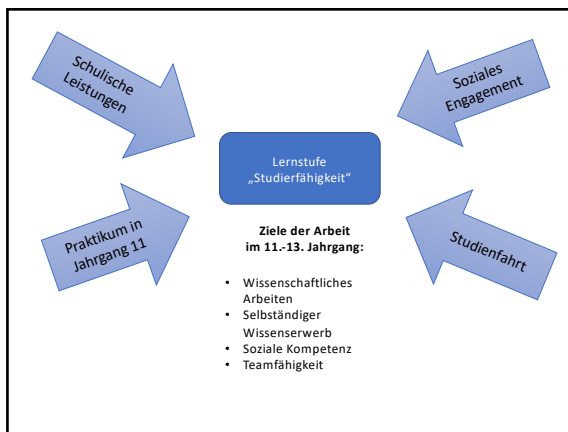 Schulische
Leistungen
Soziales
Engagement
Lernstufe
„Studierfähigkeit“
Praktikum in
Jahrgang 11
Studienfahrt
Ziele der Arbeit
im 11.-13. Jahrgang:
• Wissenschaftliches
Arbeiten
• Selbständiger
Wissenserwerb
• Soziale Kompetenz
• Teamfähigkeit